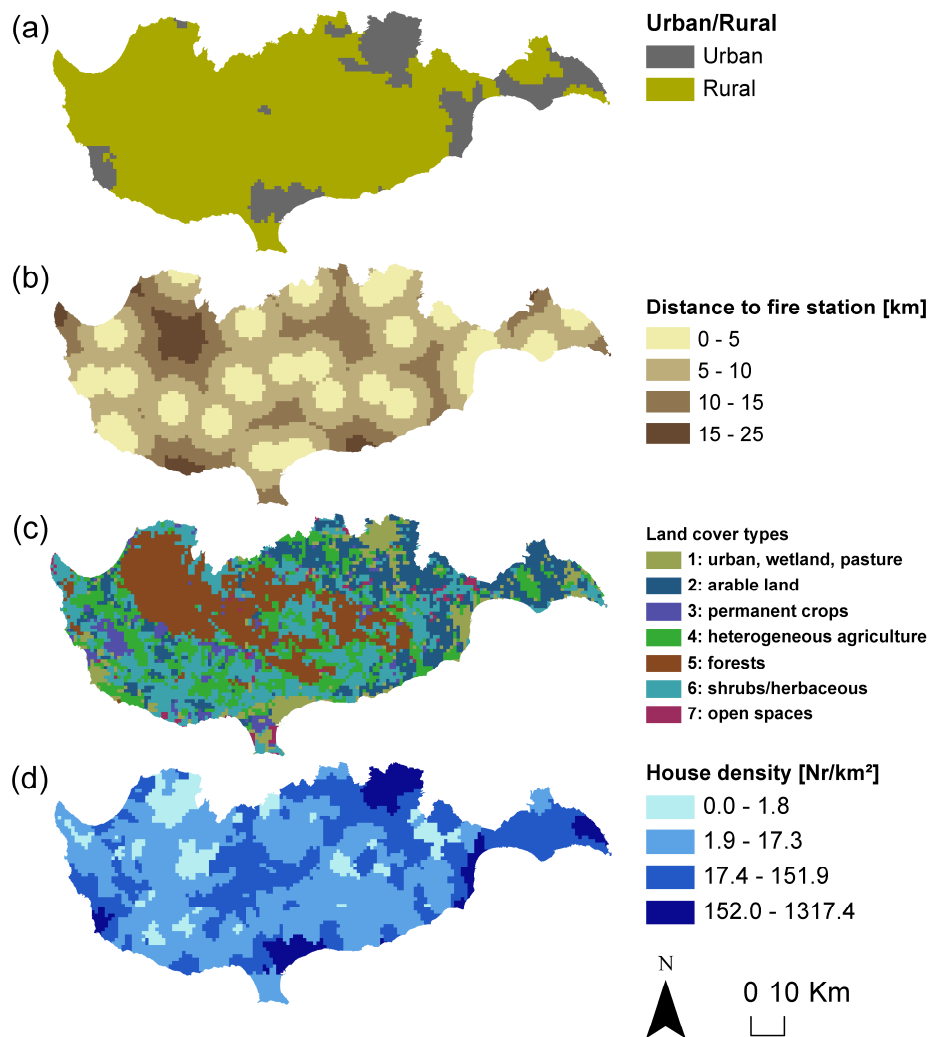 (a)
Urban/Rural
Urban
Rural
(b)
Distance to fire station [km]
0 - 5
5 - 10
10 - 15
15 - 25
(c)
Land cover types
1: urban, wetland, pasture
2: arable land
3: permanent crops
4: heterogeneous agriculture
5: forests
6: shrubs/herbaceous
7: open spaces
(d)
House density [Nr/km²]
0.0 - 1.8
1.9 - 17.3
17.4 - 151.9
152.0 - 1317.4
N
0 10 Km